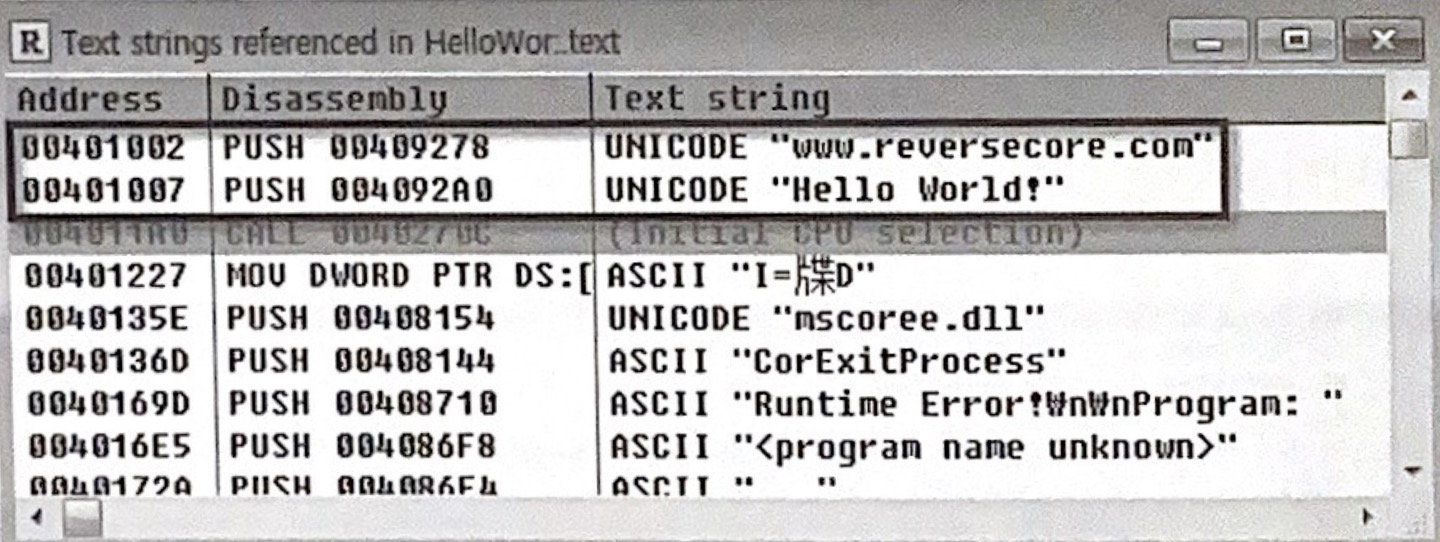 R Text strings referenced in HelloWor_.text
Address Disassembly Text string
00401002 PUSH 00409278 UNICODE "www.reversecore.com"
00401007 PUSH 004092A0 UNICODE "Hello World!"
004011A0 CALL 0040270C (Initial CPU selection)
00401227 MOV DWORD PTR DS:[ ASCII "I=牒D"
0040135E PUSH 00408154 UNICODE "mscoree.dll"
0040136D PUSH 00408144 ASCII "CorExitProcess"
0040169D PUSH 00408710 ASCII "Runtime Error!₩n₩nProgram: "
004016E5 PUSH 004086F8 ASCII "<program name unknown>"
0040172A PUSH 004086F4 ASCII "..."